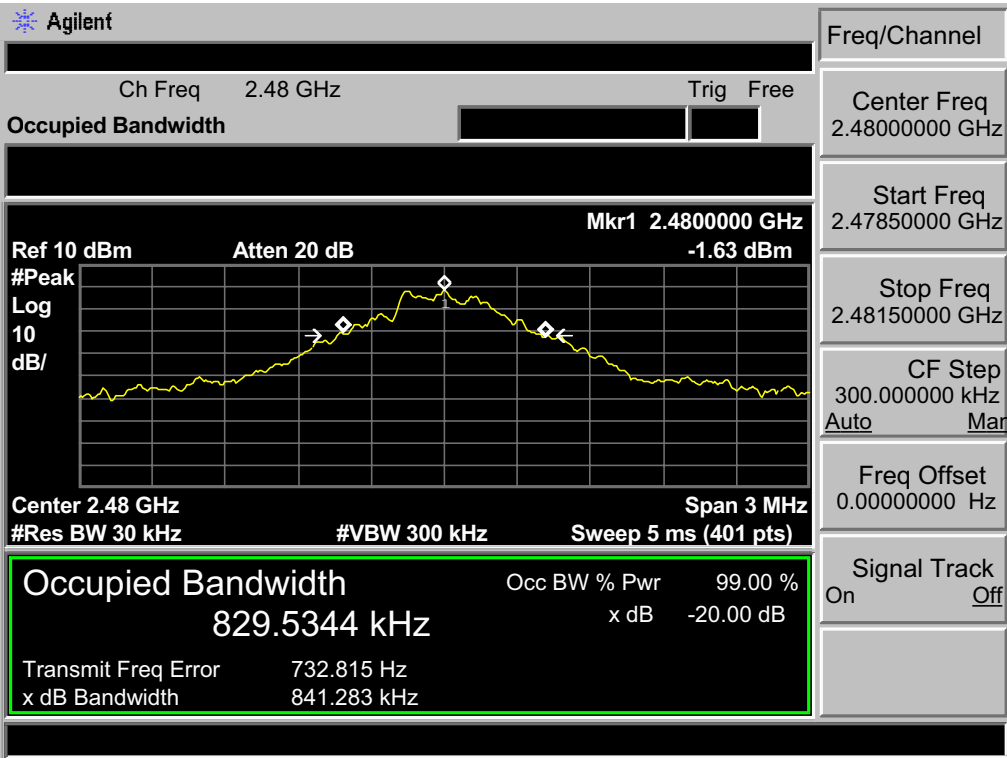 Agilent
Freq/Channel
Ch Freq 2.48 GHz Trig Free
Occupied Bandwidth
Center Freq
2.48000000 GHz
Start Freq
2.47850000 GHz
Stop Freq
2.48150000 GHz
CF Step
300.000000 kHz
Auto Man
Freq Offset
0.00000000 Hz
Signal Track
On Off
Mkr1 2.4800000 GHz
Ref 10 dBm Atten 20 dB -1.63 dBm
#Peak
Log
10
dB/
1
Center 2.48 GHz Span 3 MHz
#Res BW 30 kHz #VBW 300 kHz Sweep 5 ms (401 pts)
Occupied Bandwidth Occ BW % Pwr 99.00 %
829.5344 kHz x dB -20.00 dB
Transmit Freq Error 732.815 Hz
x dB Bandwidth 841.283 kHz